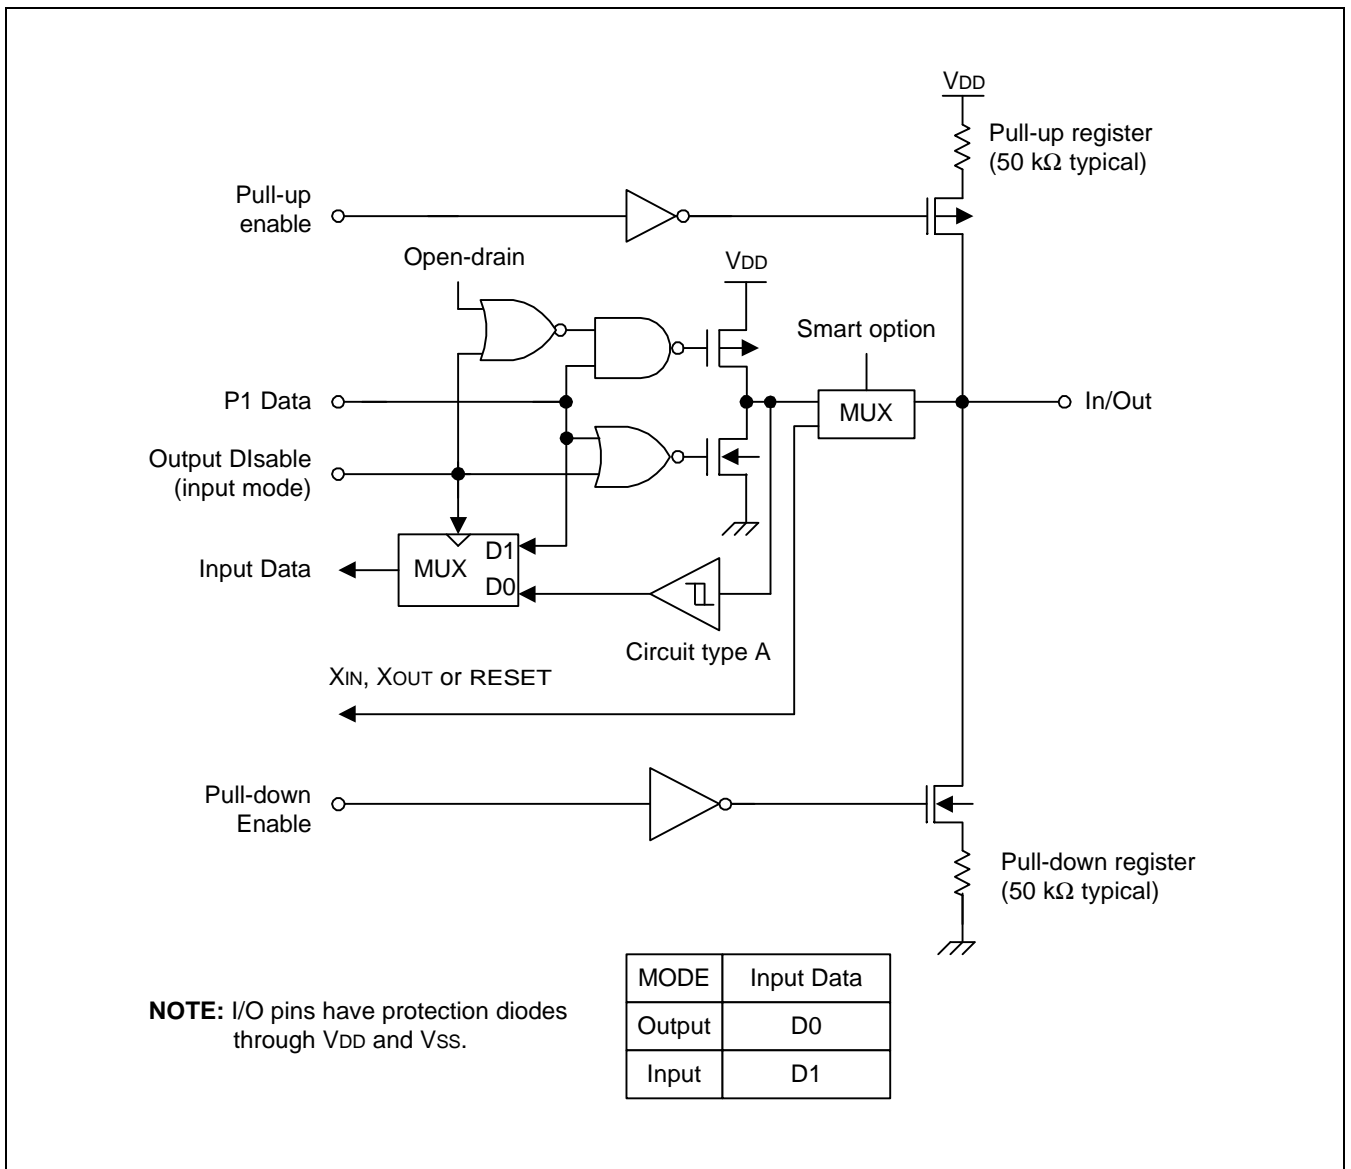 VDD
Pull-up register
(50 kΩ typical)
Pull-up
enable
Open-drain
VDD
Smart option
P1 Data
MUX
In/Out
Output DIsable
(input mode)
D1
Input Data
MUX
D0
Circuit type A
XIN, XOUT or RESET
Pull-down
Enable
Pull-down register
(50 kΩ typical)
MODE Input Data
NOTE: I/O pins have protection diodes
through VDD and VSS.
Output D0
Input D1